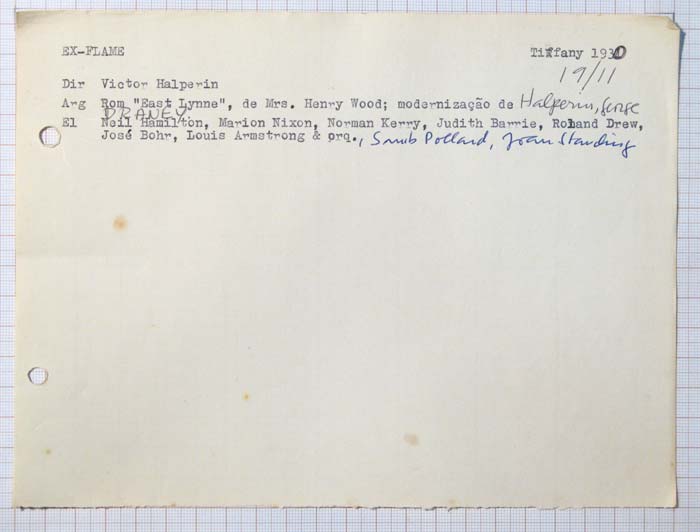 EX-FLAME Tiffany 1930
19/11
Dir Victor Halperin
Arg Rom "East Lynne", de Mrs. Henry Wood; modernização de Halperin, George
DRANEY
El Neil Hamilton, Marion Nixon, Norman Kerry, Judith Barrie, Roland Drew,
José Bohr, Louis Armstrong & orq., Snub Pollard, Joan Standing